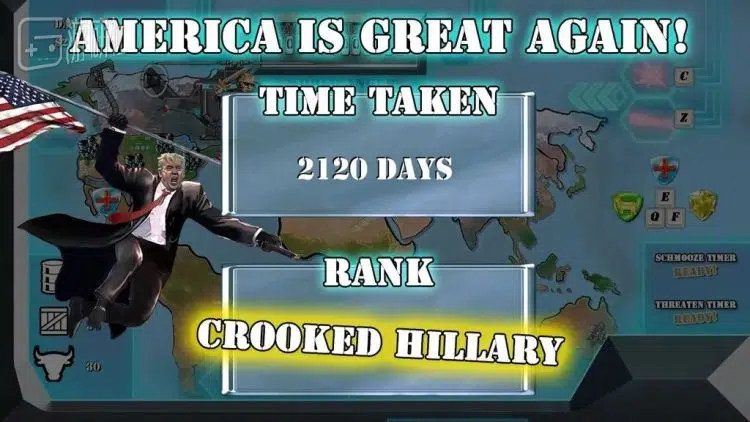 AMERICA IS GREAT AGAIN!
TIME TAKEN
2120 DAYS
RANK
CROOKED HILLARY
C
Z
E
Q F
SCHMOOZE TIMER
READY!
THREATEN TIMER
READY!
30